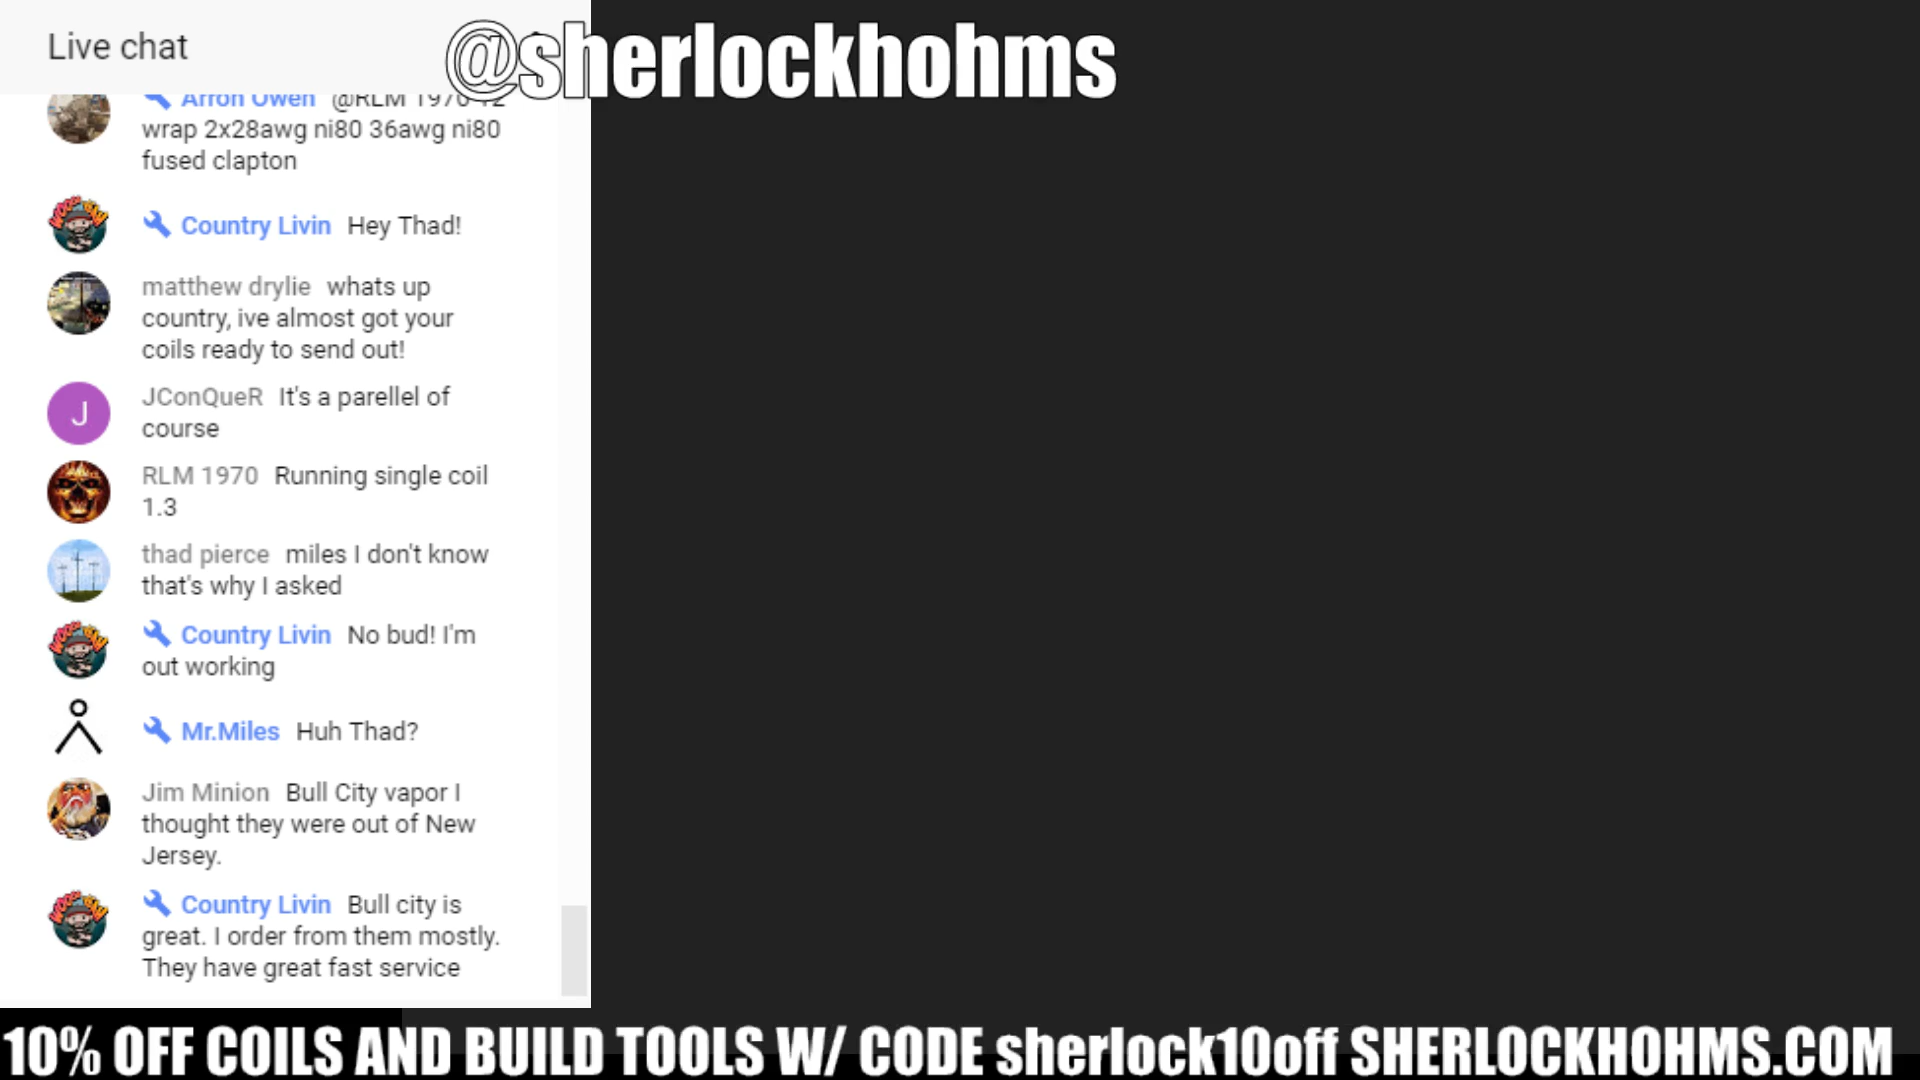 Live chat
@sherlockhohms
Arron Owen @RLM 1970 12
wrap 2x28awg ni80 36awg ni80
fused clapton
Country Livin Hey Thad!
matthew drylie whats up
country, ive almost got your
coils ready to send out!
J
JConQueR It's a parellel of
course
RLM 1970 Running single coil
1.3
thad pierce miles I don't know
that's why I asked
Country Livin No bud! I'm
out working
Mr.Miles Huh Thad?
Jim Minion Bull City vapor I
thought they were out of New
Jersey.
Country Livin Bull city is
great. I order from them mostly.
They have great fast service
10% OFF COILS AND BUILD TOOLS W/ CODE sherlock10off SHERLOCKHOHMS.COM